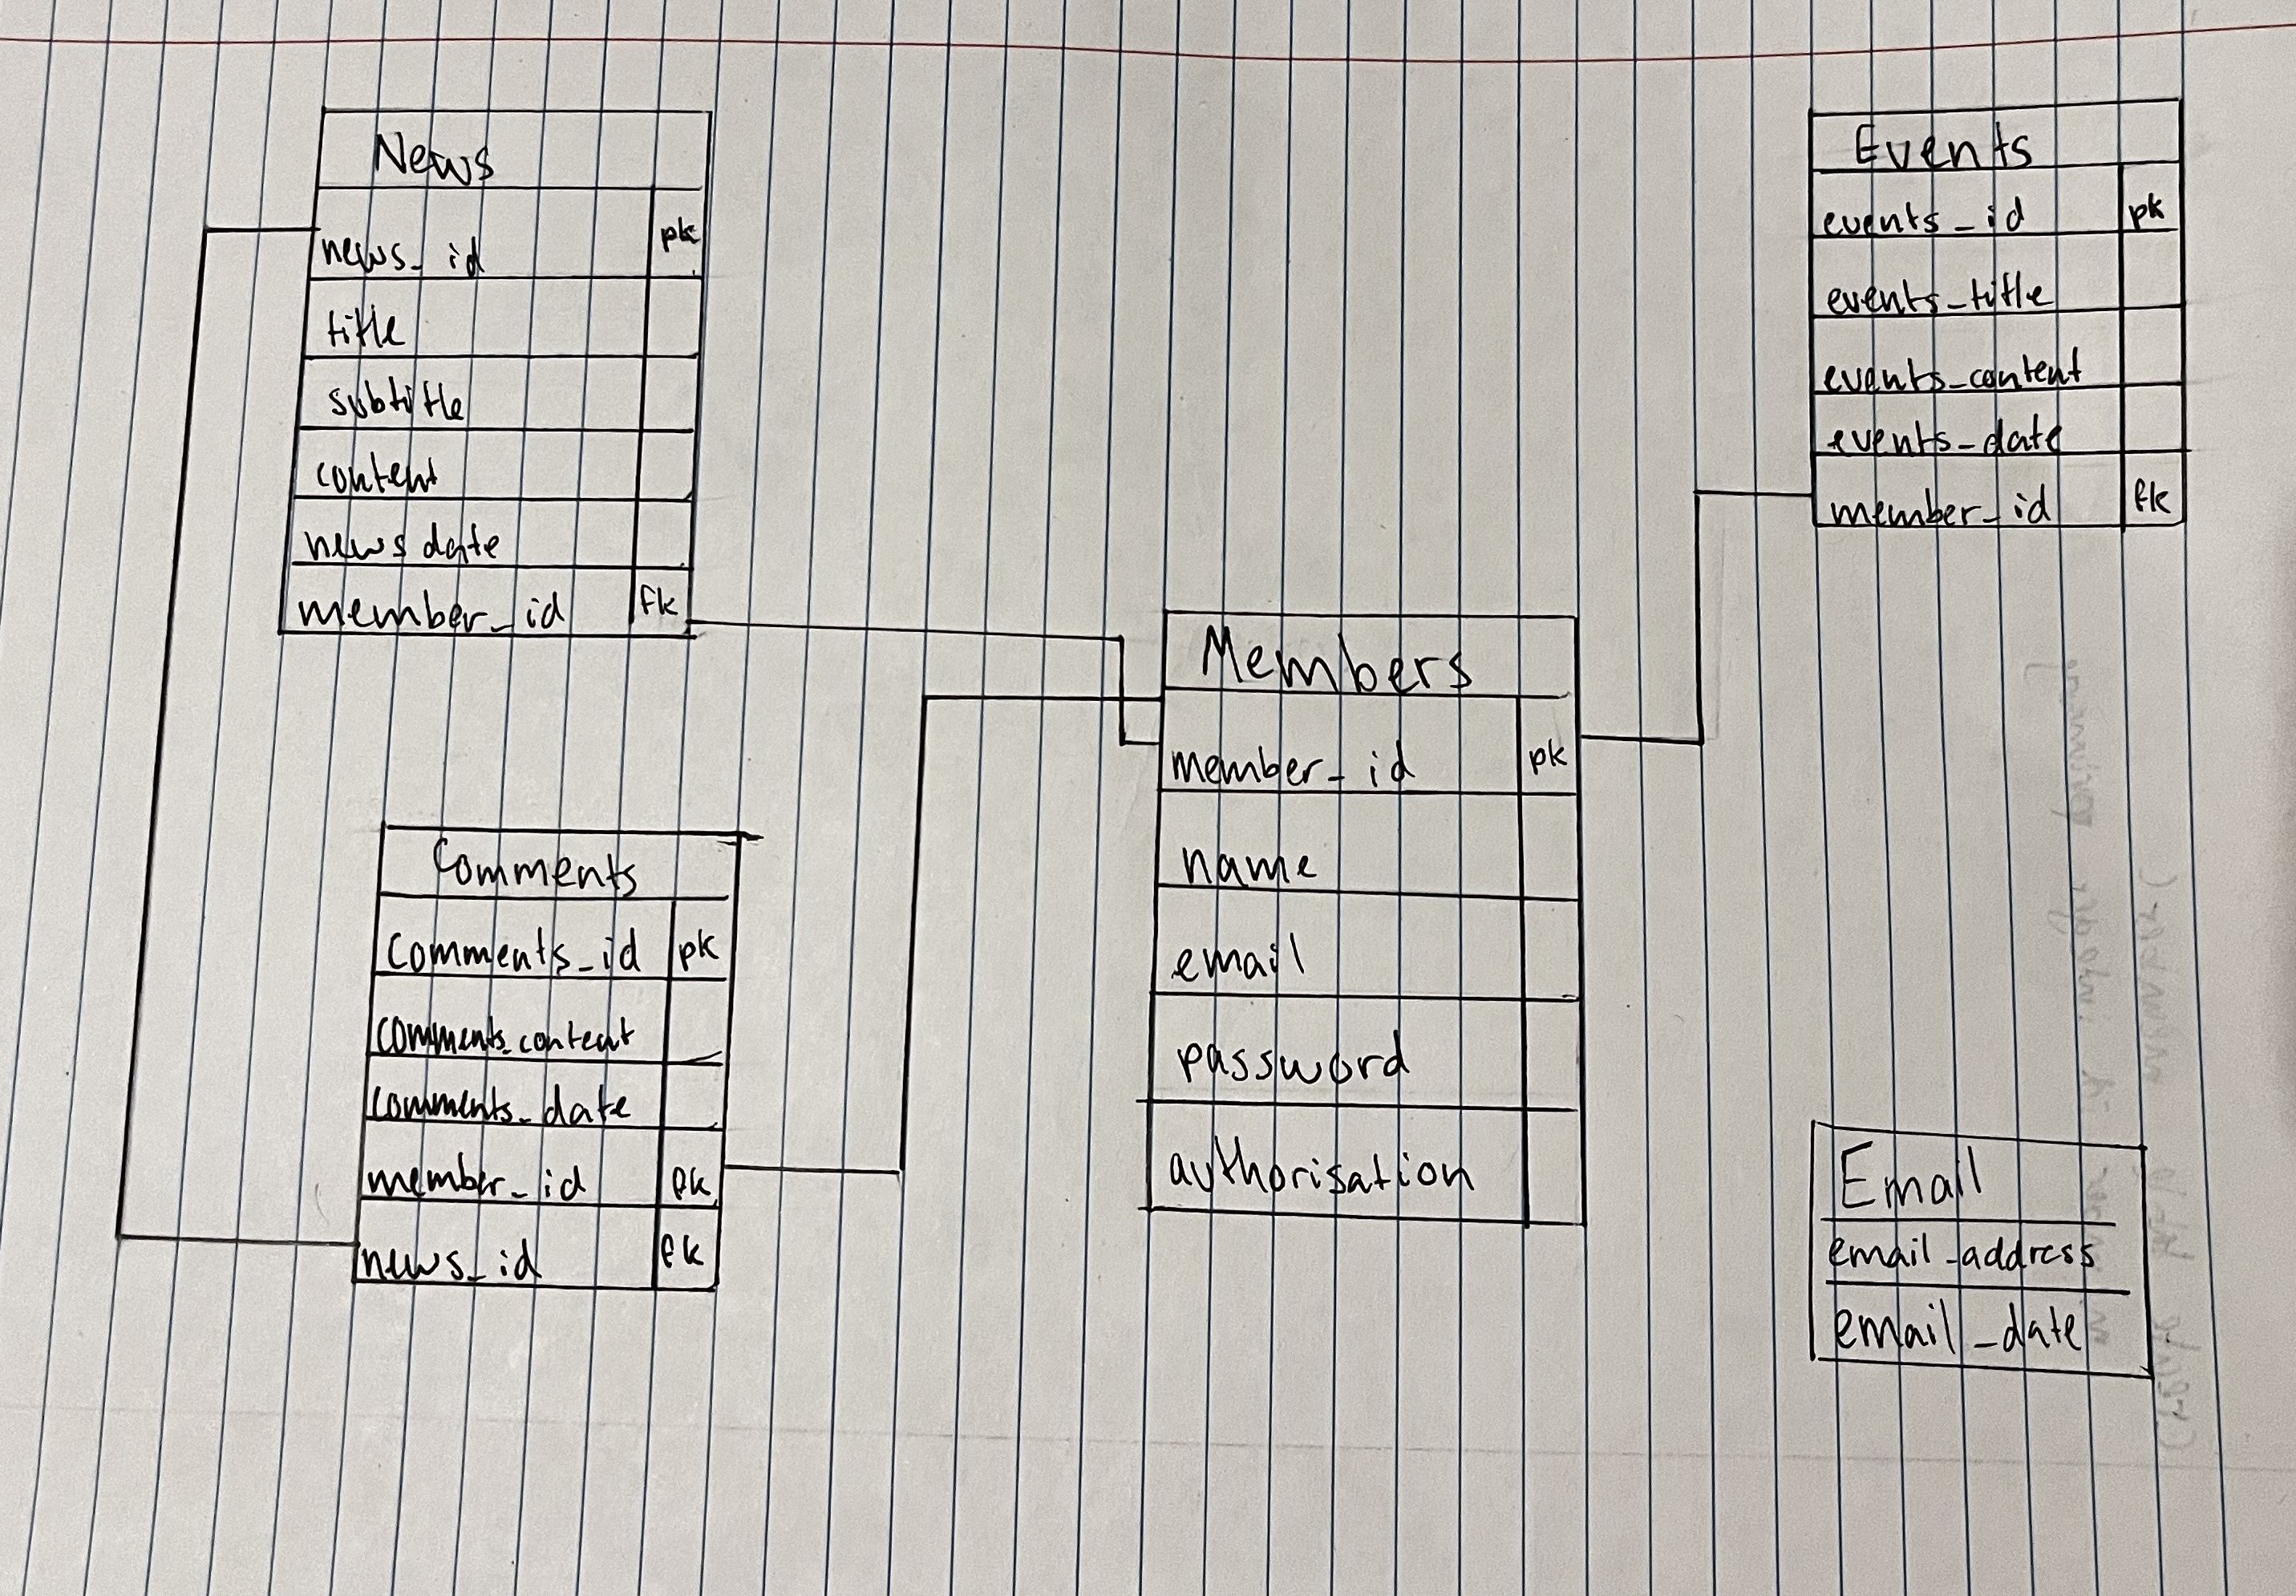 News
news_id pk
title
subtitle
content
news date
member_id fk
Events
events_id pk
events_title
events_content
events_date
member_id fk
Members
member_id pk
name
email
password
authorisation
Comments
Comments_id pk
comments_content
comments_date
member_id fk
news_id fk
Email
email_address
email_date